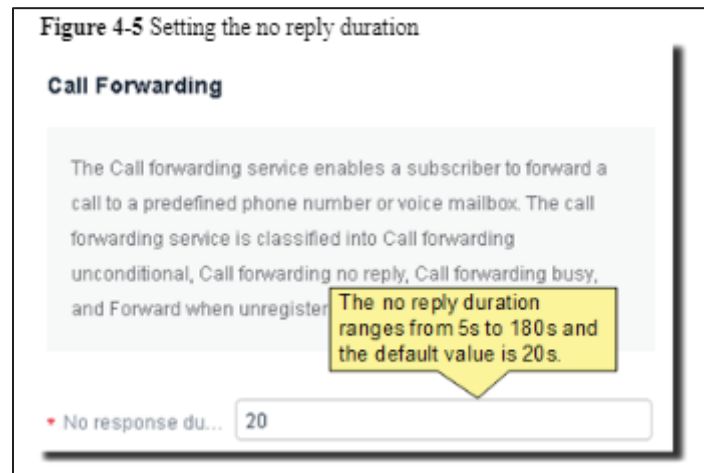 Figure 4-5 Setting the no reply duration
Call Forwarding
The Call forwarding service enables a subscriber to forward a
call to a predefined phone number or voice mailbox. The call
forwarding service is classified into Call forwarding
unconditional, Call forwarding no reply, Call forwarding busy,
and Forward when unregister
The no reply duration
ranges from 5s to 180s and
the default value is 20s.
* No response du... 20